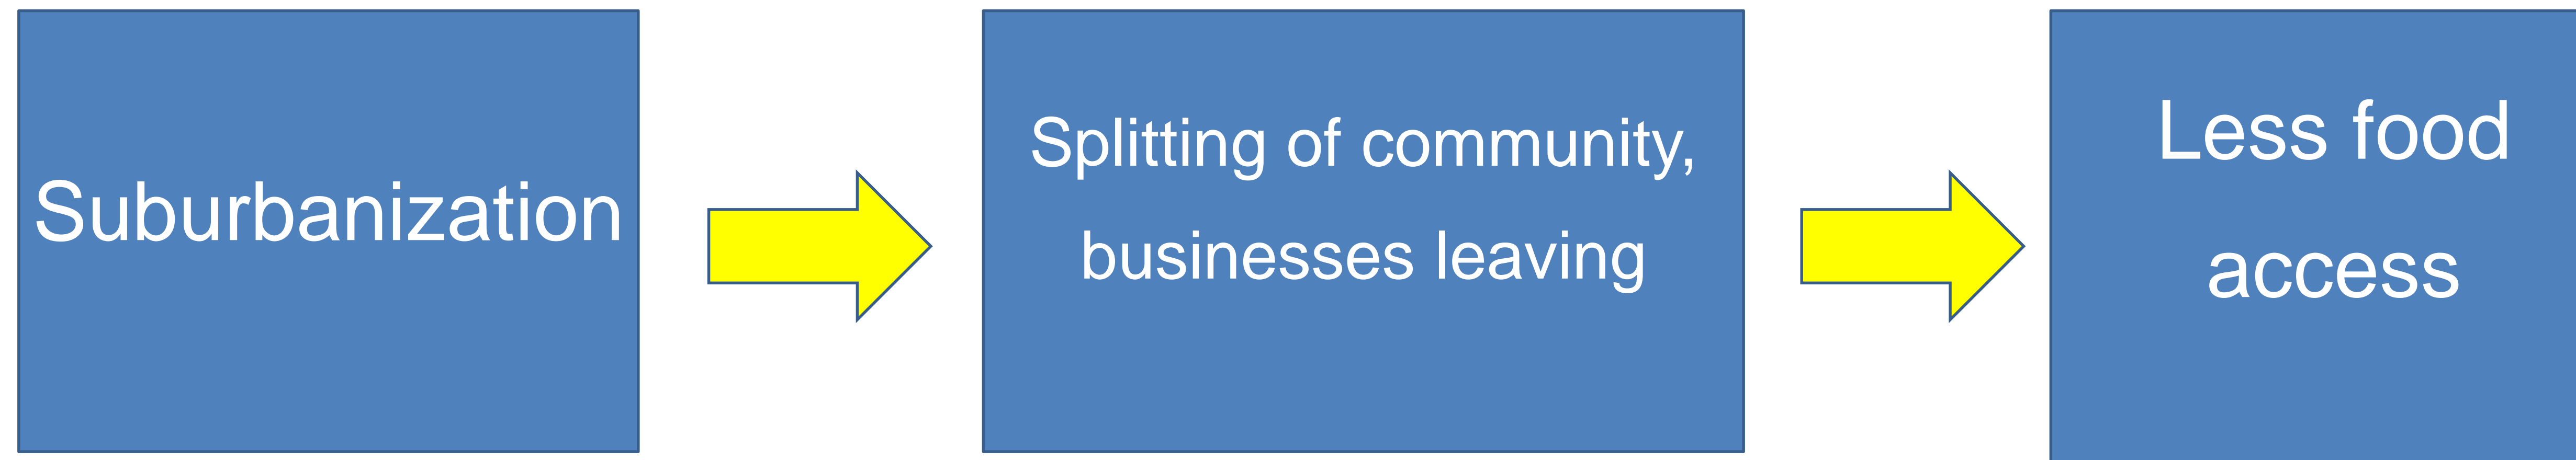 Suburbanization
Splitting of community,
businesses leaving
Less food
access